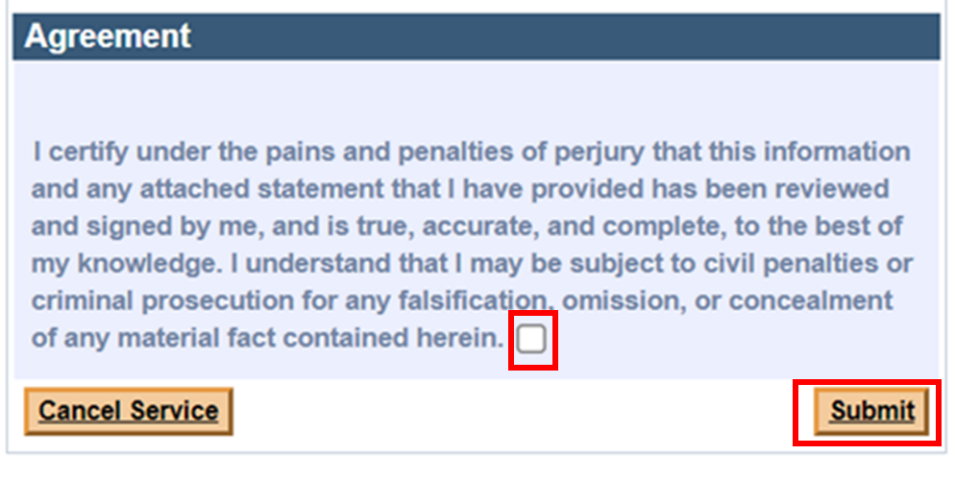 Agreement
I certify under the pains and penalties of perjury that this information
and any attached statement that I have provided has been reviewed
and signed by me, and is true, accurate, and complete, to the best of
my knowledge. I understand that I may be subject to civil penalties or
criminal prosecution for any falsification, omission, or concealment
of any material fact contained herein.
Cancel Service
Submit